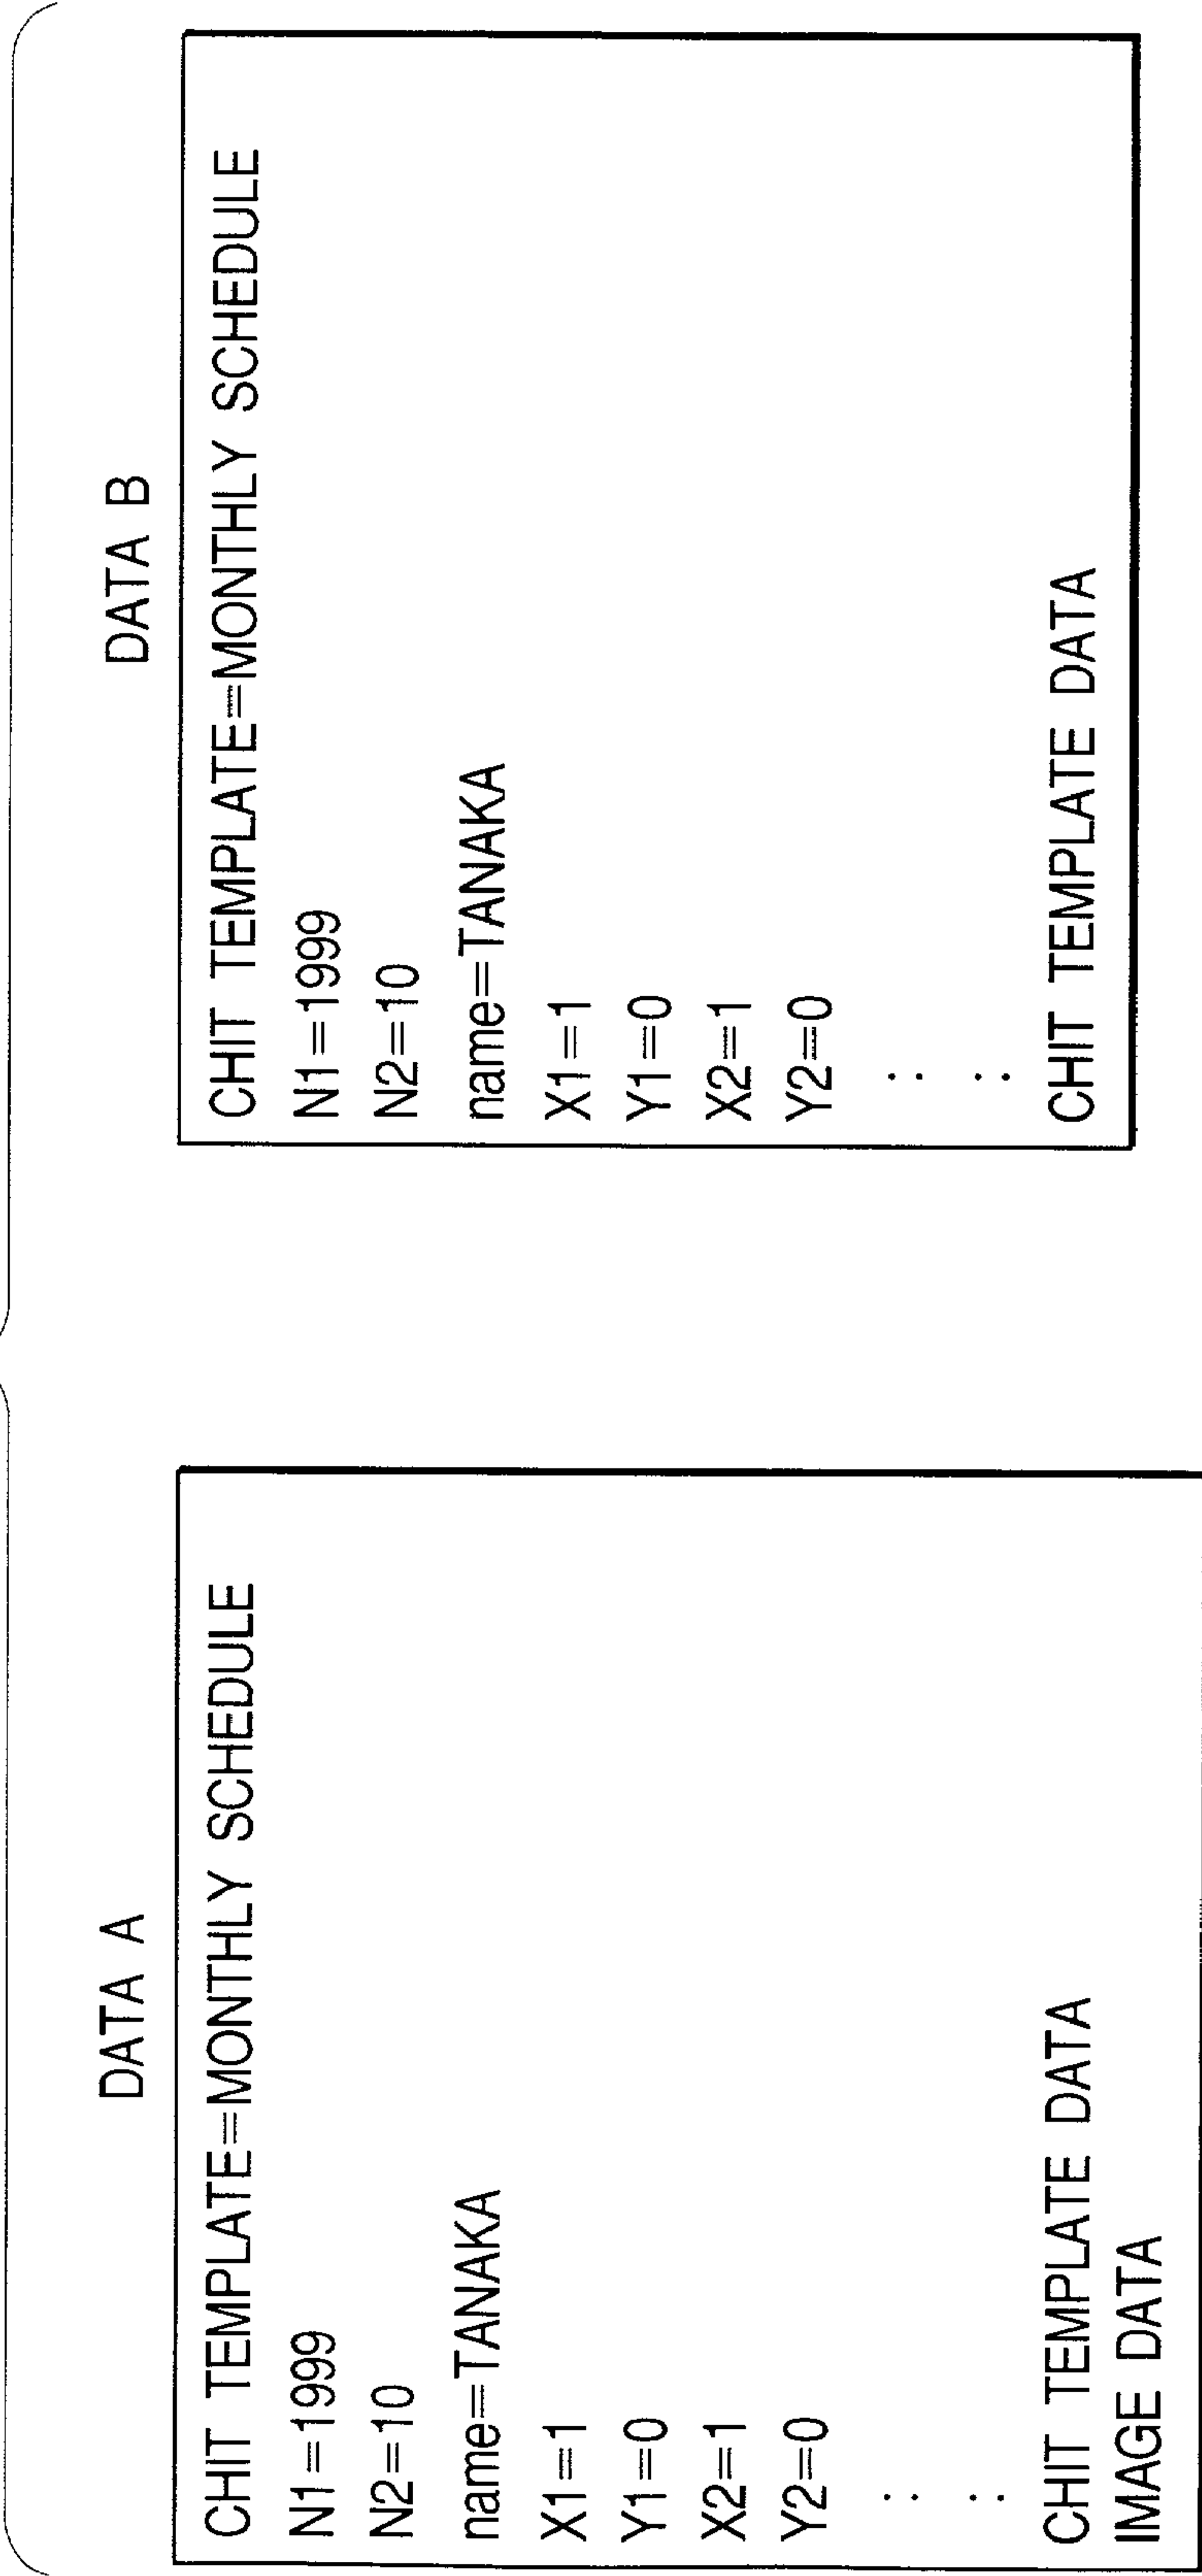 DATA A
CHIT TEMPLATE=MONTHLY SCHEDULE
N1=1999
N2=10
name=TANAKA
X1=1
Y1=0
X2=1
Y2=0
: :
CHIT TEMPLATE DATA
IMAGE DATA
DATA B
CHIT TEMPLATE=MONTHLY SCHEDULE
N1=1999
N2=10
name=TANAKA
X1=1
Y1=0
X2=1
Y2=0
: :
CHIT TEMPLATE DATA